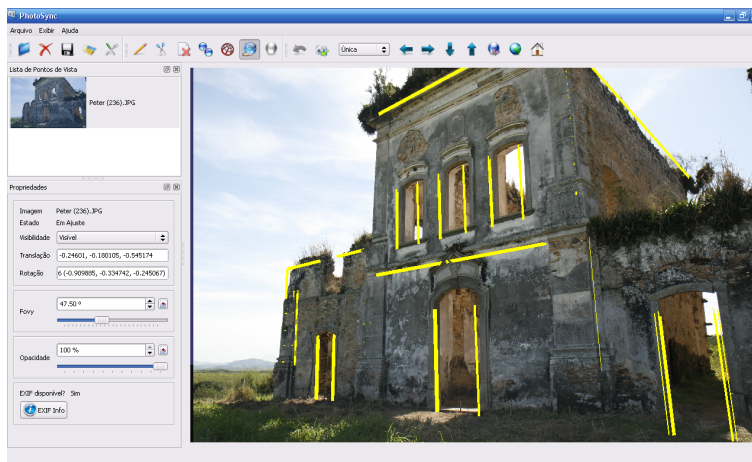 PhotoSync
Arquivo Exibir Ajuda
Única
Lista de Pontos de Vista
Peter (236).JPG
Propriedades
Imagem Peter (236).JPG
Estado Em Ajuste
Visibilidade Visível
Translação -0.24601, -0.180105, -0.545174
Rotação 6 (-0.909885, -0.334742, -0.245067)
Fovy 47.50 º
Opacidade 100 %
EXIF disponível? Sim
EXIF Info